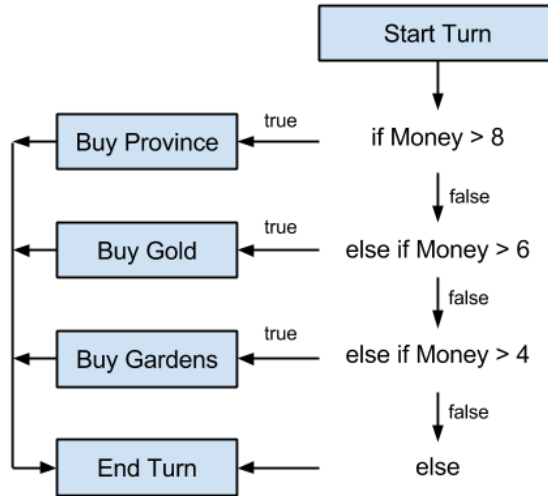 Start Turn
true
Buy Province
if Money > 8
false
true
Buy Gold
else if Money > 6
false
true
Buy Gardens
else if Money > 4
false
End Turn
else